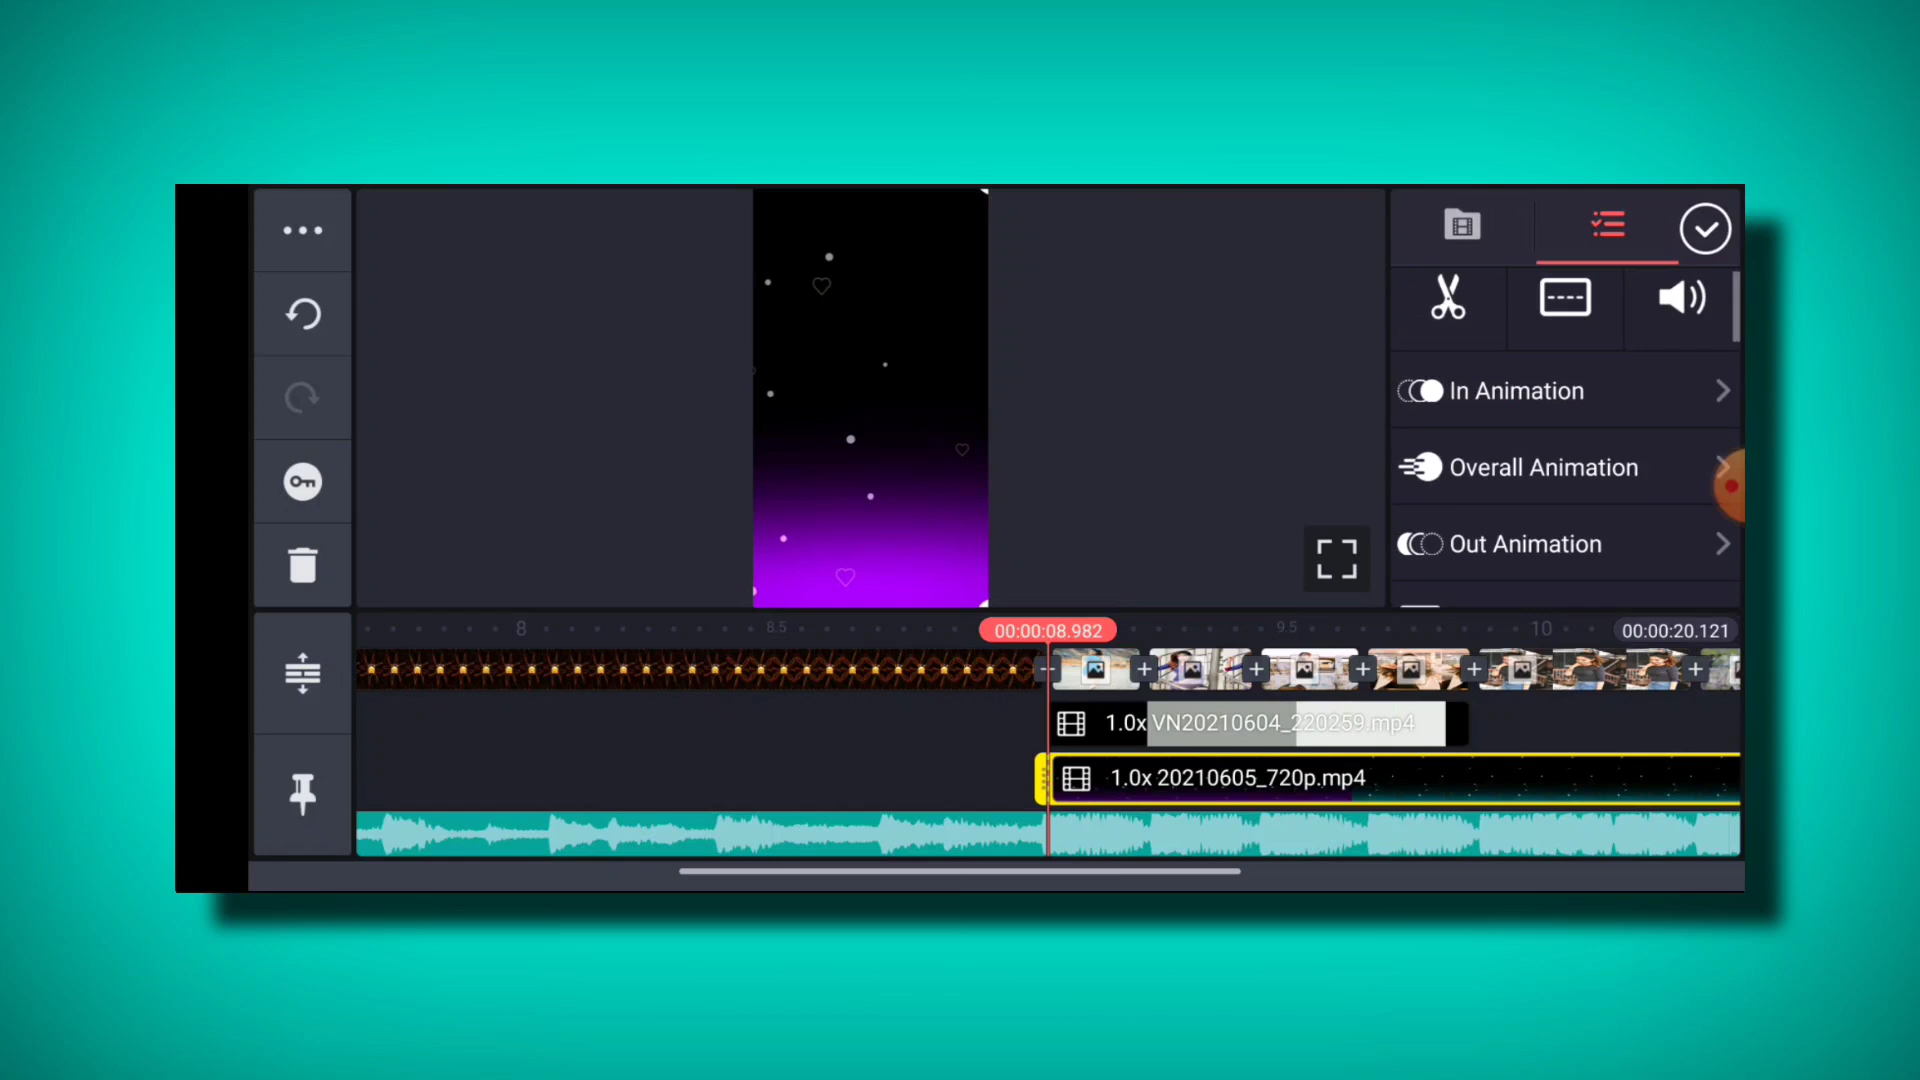 In Animation
Overall Animation
Out Animation
8
8.5
00:00:08.982
9.5
10
00:00:20.121
1.0x VN20210604_220259.mp4
1.0x 20210605_720p.mp4